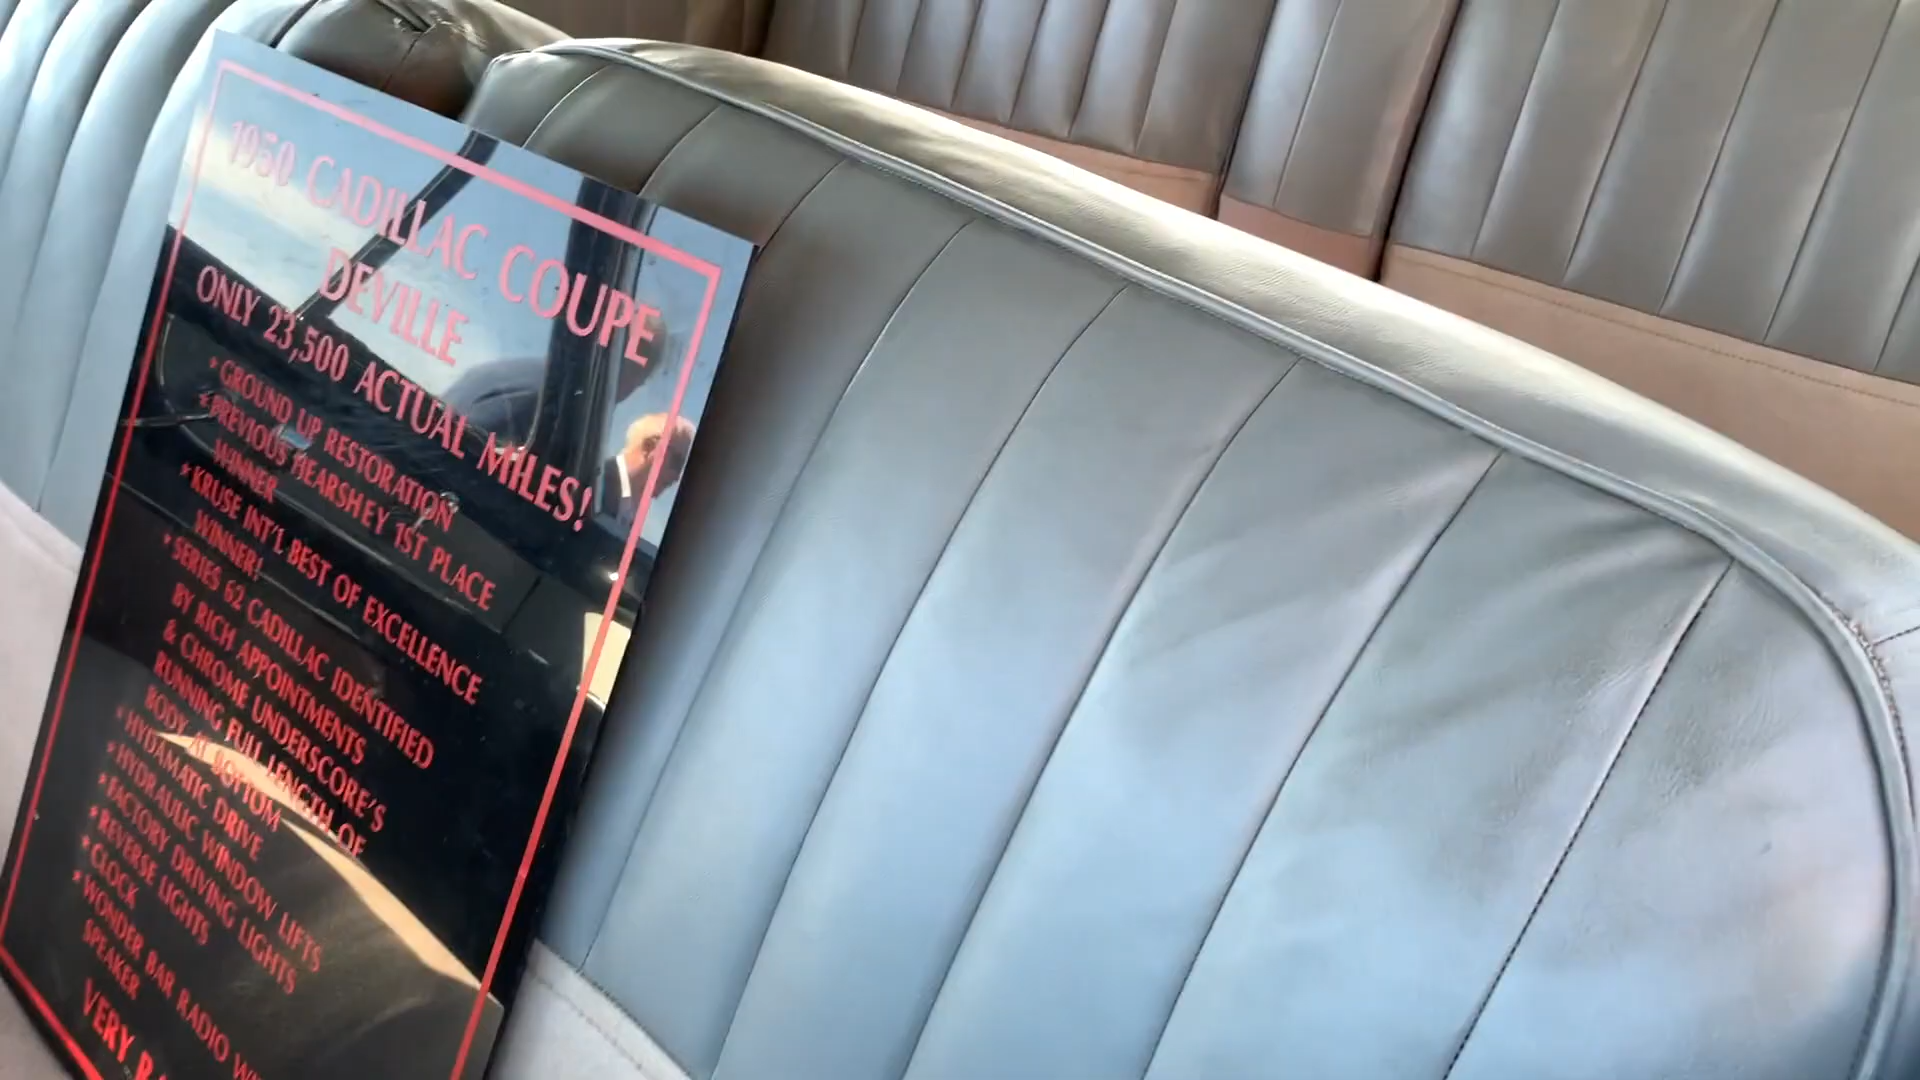 1950 CADILLAC COUPE
DEVILLE
ONLY 23,500 ACTUAL MILES!
* GROUND UP RESTORATION
* PREVIOUS HEARSHEY 1ST PLACE
WINNER
* KRUSE INT'L BEST OF EXCELLENCE
WINNER!
* SERIES 62 CADILLAC IDENTIFIED
BY RICH APPOINTMENTS
& CHROME UNDERSCORE'S
RUNNING FULL LENGTH OF
BODY AT BOTTOM
* HYDAMATIC DRIVE
* HYDRAULIC WINDOW LIFTS
* FACTORY DRIVING LIGHTS
* REVERSE LIGHTS
* CLOCK
* WONDER BAR RADIO
SPEAKER
VERY